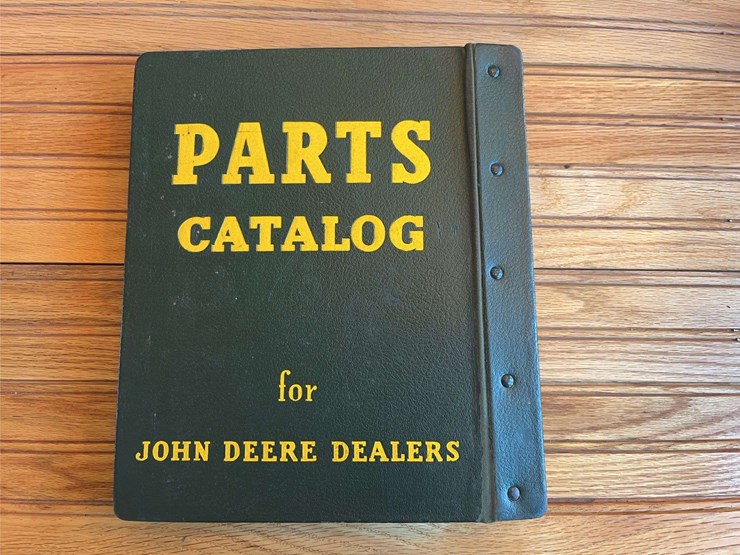 PARTS
CATALOG
for
JOHN DEERE DEALERS